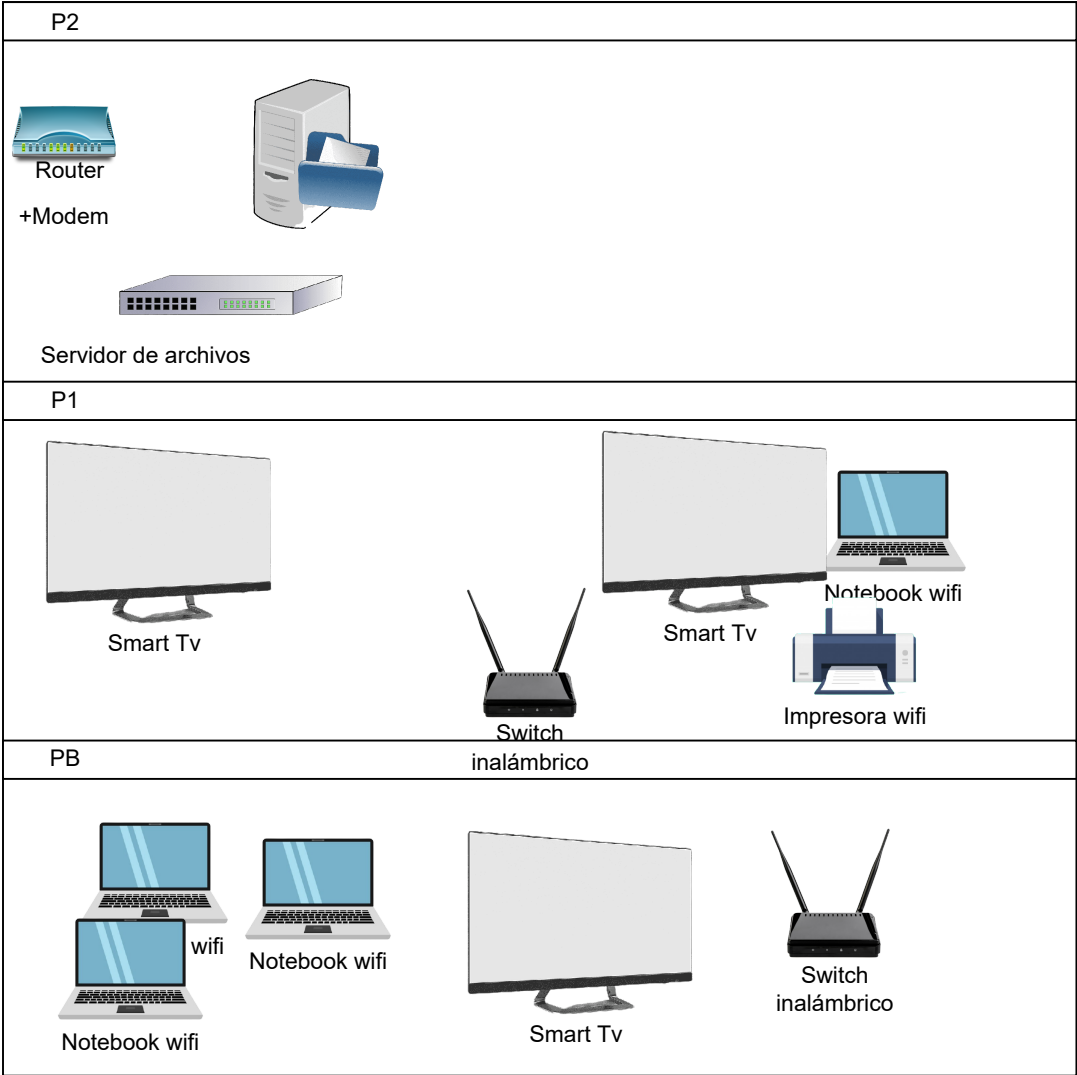 P2
Router
+Modem
Servidor de archivos
P1
Smart Tv
Smart Tv
Notebook wifi
Impresora wifi
Switch
inalámbrico
PB
wifi
Notebook wifi
Notebook wifi
Smart Tv
Switch
inalámbrico